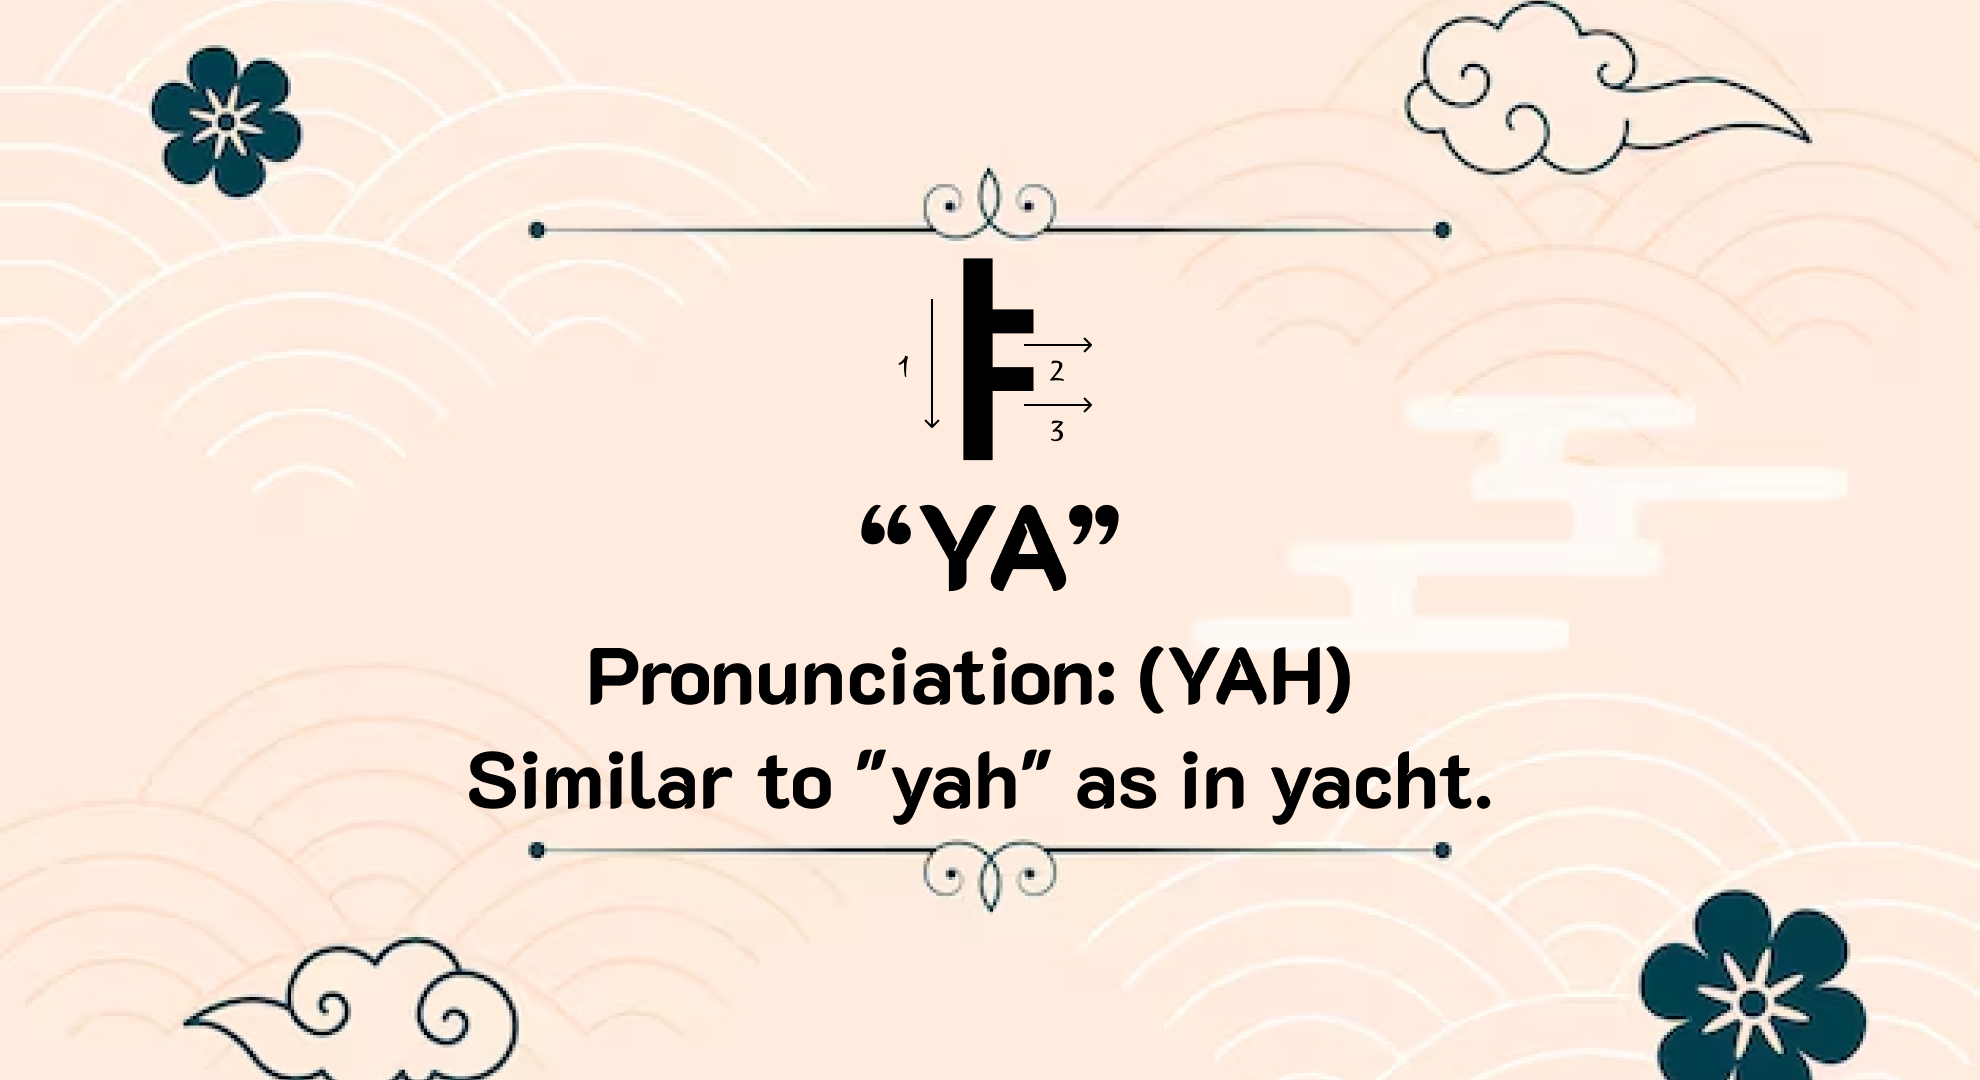 ㅑ
1
2
3
“YA”
Pronunciation: (YAH)
Similar to "yah" as in yacht.